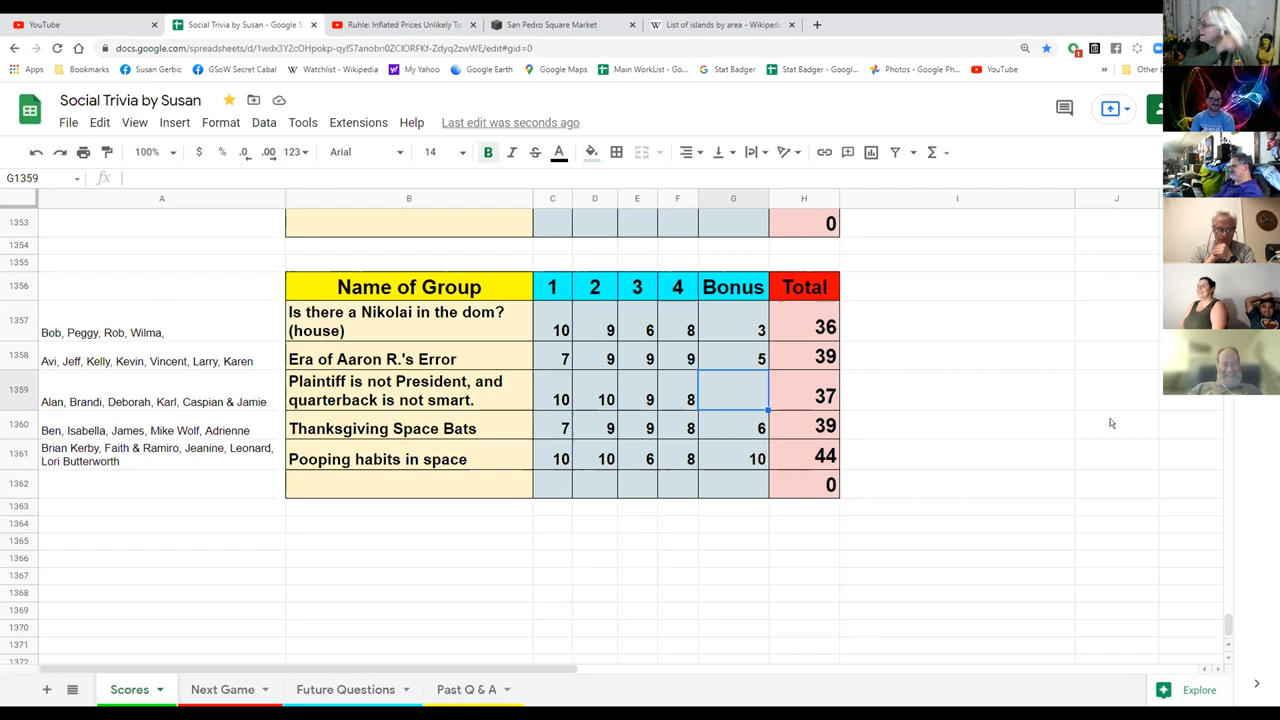 YouTube
Social Trivia by Susan - Google S
Ruhle: Inflated Prices Unlikely To
San Pedro Square Market
List of islands by area - Wikiped
docs.google.com/spreadsheets/d/1wdx3Y2cOHpokp-qyIS7anobn0ZCIORFKf-Zdyq2zwWE/edit#gid=0
Apps
Bookmarks
Susan Gerbic
GSoW Secret Cabal
Watchlist - Wikipedia
My Yahoo
Google Earth
Google Maps
Main WorkList - Go...
Stat Badger
Stat Badger - Googl...
Photos - Google Ph...
YouTube
Other b
Social Trivia by Susan
File Edit View Insert Format Data Tools Extensions Help Last edit was seconds ago
100% $ % .0 .00 123 Arial 14 B I S A
G1359 fx
A B C D E F G H I J
1353 0
1354
1355
1356 Name of Group 1 2 3 4 Bonus Total
Is there a Nikolai in the dom?
1357 Bob, Peggy, Rob, Wilma, (house) 10 9 6 8 3 36
1358 Avi, Jeff, Kelly, Kevin, Vincent, Larry, Karen Era of Aaron R.'s Error 7 9 9 9 5 39
Plaintiff is not President, and
1359 Alan, Brandi, Deborah, Karl, Caspian & Jamie quarterback is not smart. 10 10 9 8 37
1360 Ben, Isabella, James, Mike Wolf, Adrienne Thanksgiving Space Bats 7 9 9 8 6 39
Brian Kerby, Faith & Ramiro, Jeanine, Leonard,
1361 Lori Butterworth Pooping habits in space 10 10 6 8 10 44
1362 0
1363
1364
1365
1366
1367
1368
1369
1370
1371
1372
Scores Next Game Future Questions Past Q & A Explore